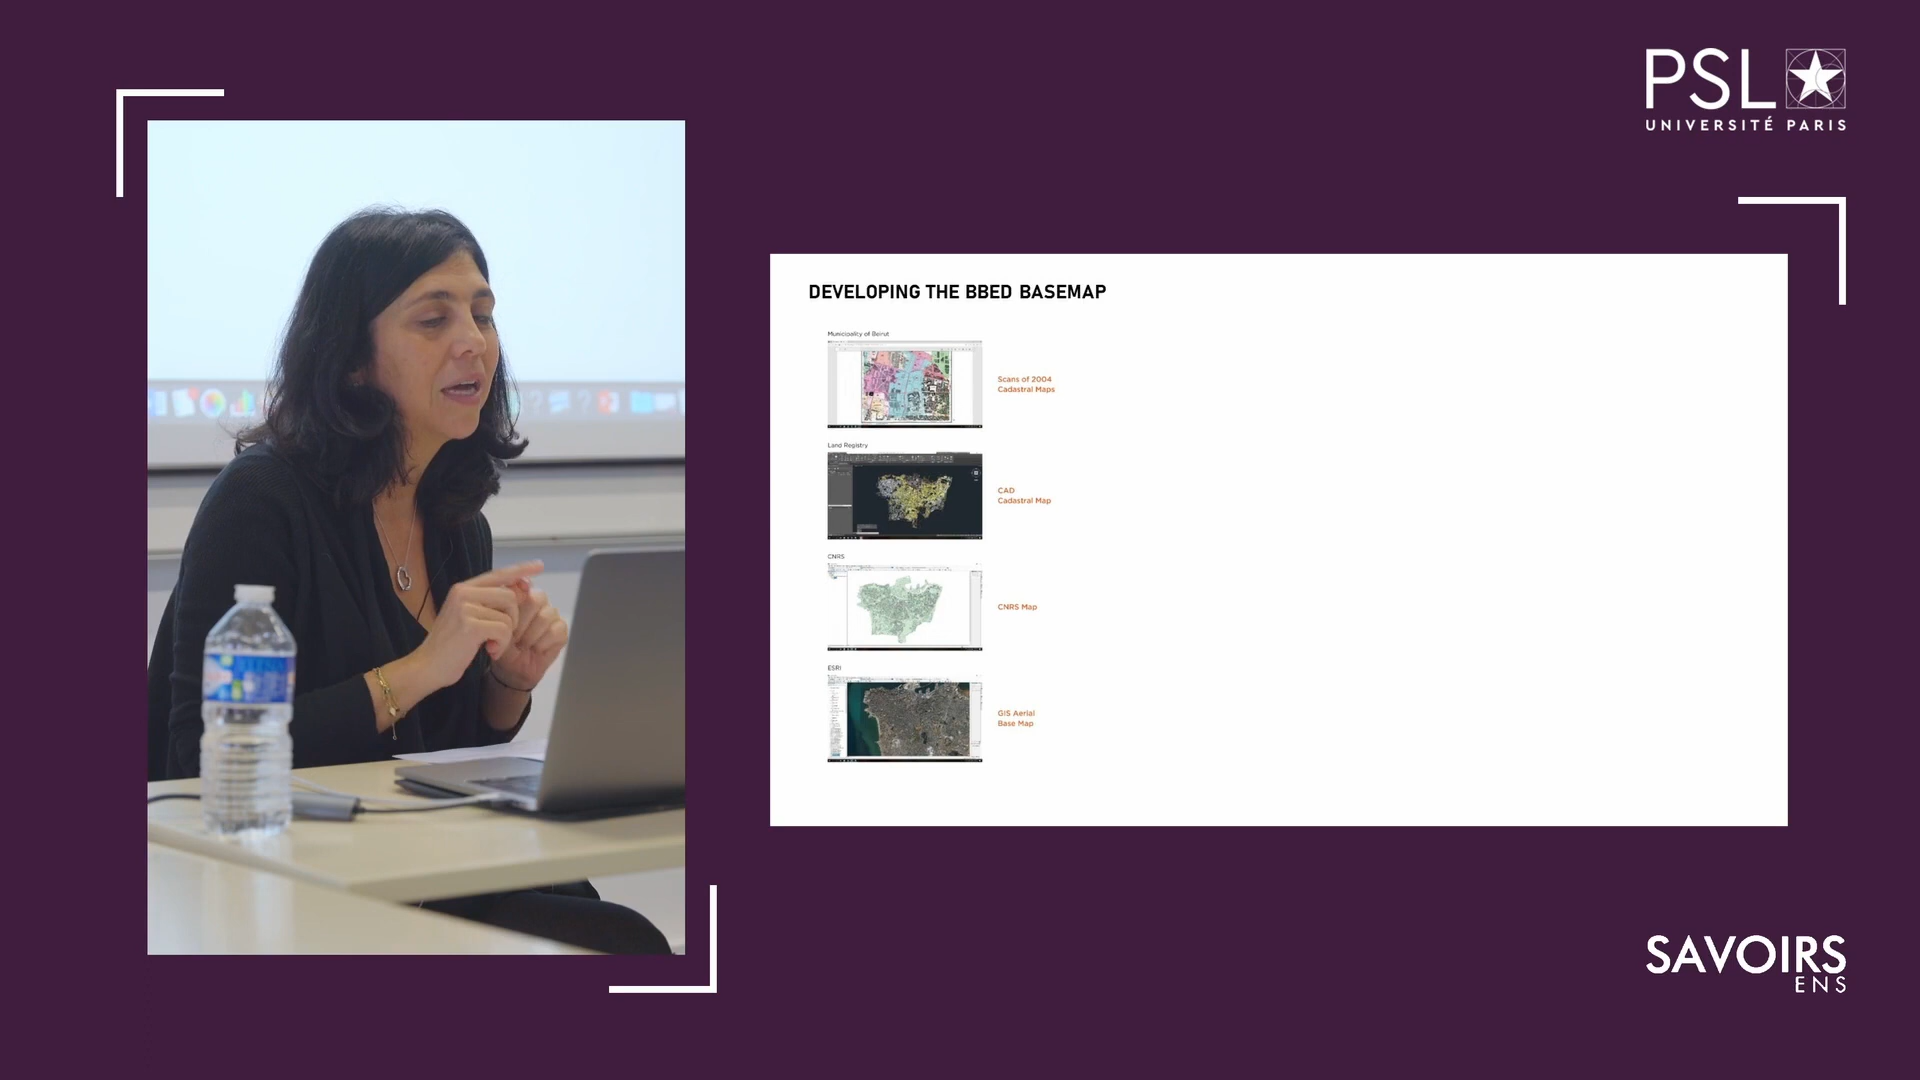 PSL
UNIVERSITÉ PARIS
DEVELOPING THE BBED BASEMAP
Municipality of Beirut
Scans of 2004
Cadastral Maps
Land Registry
CAD
Cadastral Map
CNRS
CNRS Map
ESRI
GIS Aerial
Base Map
SAVOIRS
ENS